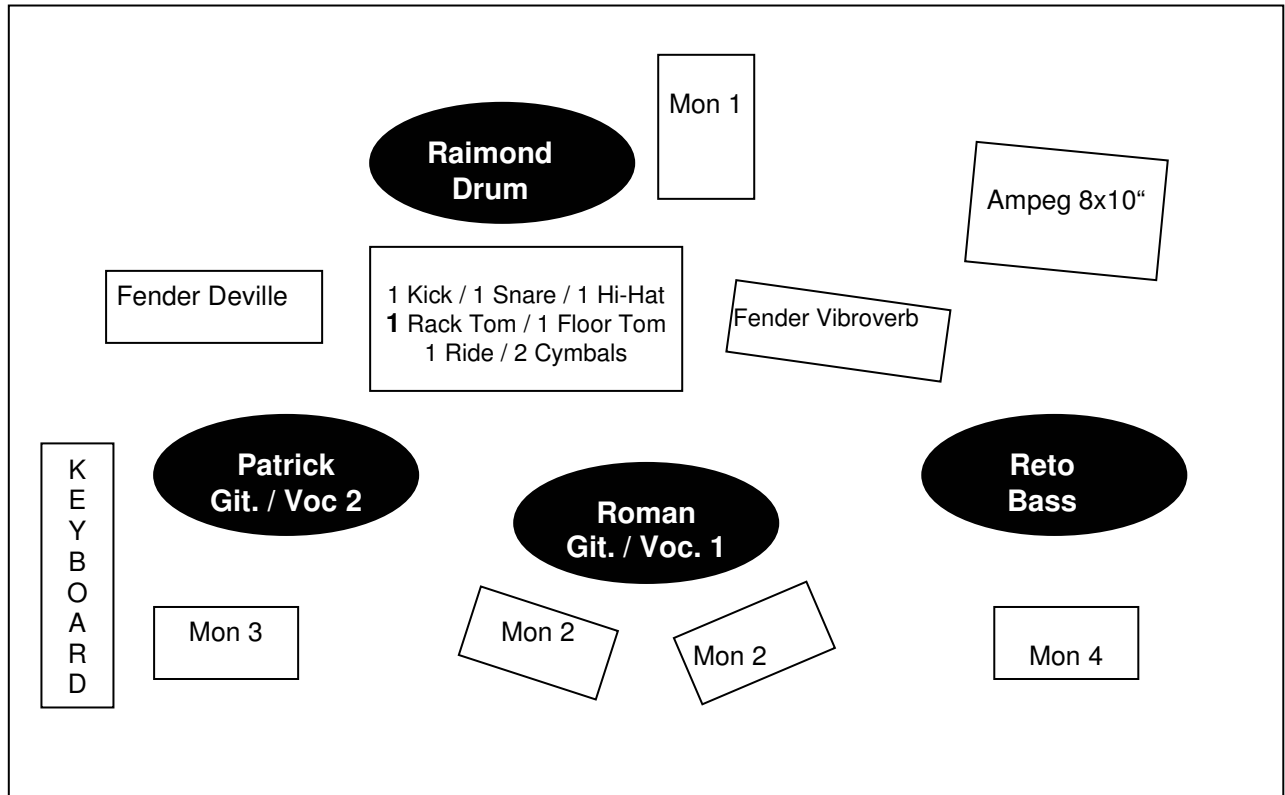 Mon 1
Raimond
Drum
Ampeg 8x10“
Fender Deville
1 Kick / 1 Snare / 1 Hi-Hat
1 Rack Tom / 1 Floor Tom
1 Ride / 2 Cymbals
Fender Vibroverb
K
E
Y
B
O
A
R
D
Patrick
Git. / Voc 2
Roman
Git. / Voc. 1
Reto
Bass
Mon 3
Mon 2
Mon 2
Mon 4